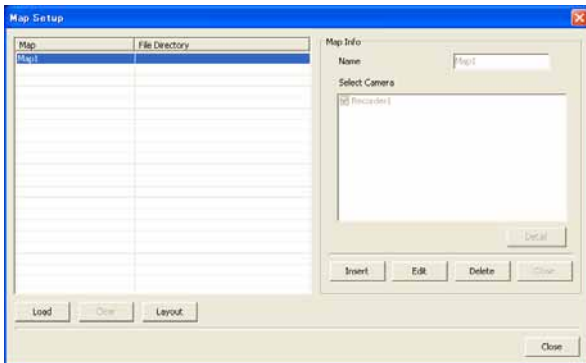 Map Setup
Map File Directory
Map1
Map Info
Name Map1
Select Camera
Recorder1
Detail
Insert Edit Delete Close
Load Clear Layout
Close